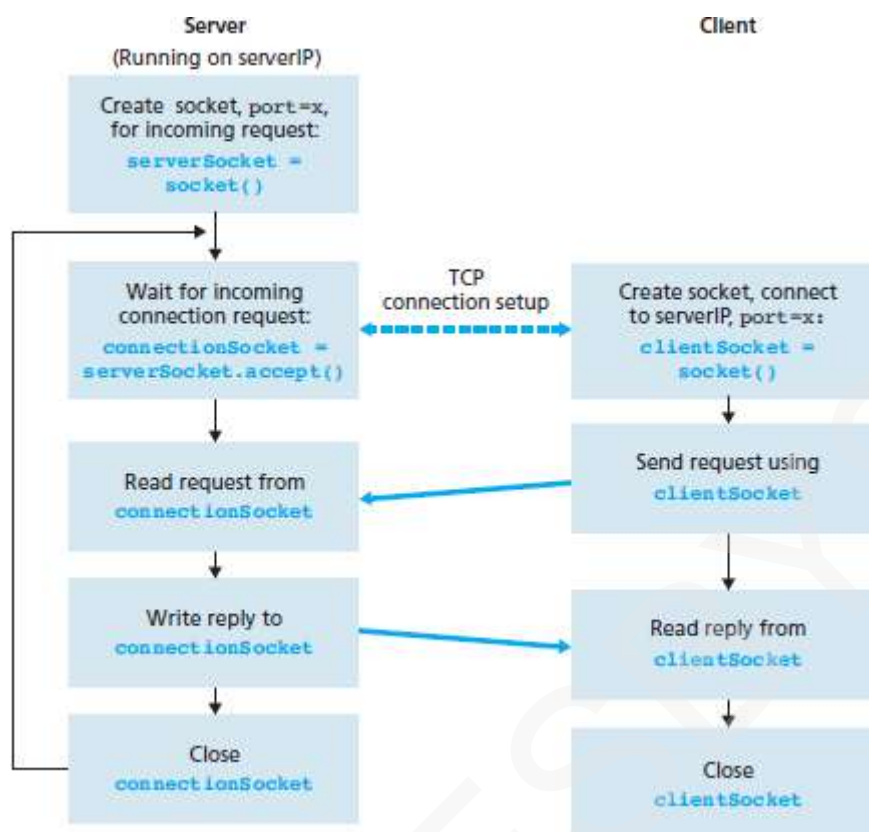 Server
(Running on serverIP)
Create socket, port=x,
for incoming request:
serverSocket =
socket()
Wait for incoming
connection request:
connectionSocket =
serverSocket.accept()
Read request from
connectionSocket
Write reply to
connectionSocket
Close
connectionSocket
TCP
connection setup
Client
Create socket, connect
to serverIP, port=x:
clientSocket =
socket()
Send request using
clientSocket
Read reply from
clientSocket
Close
clientSocket